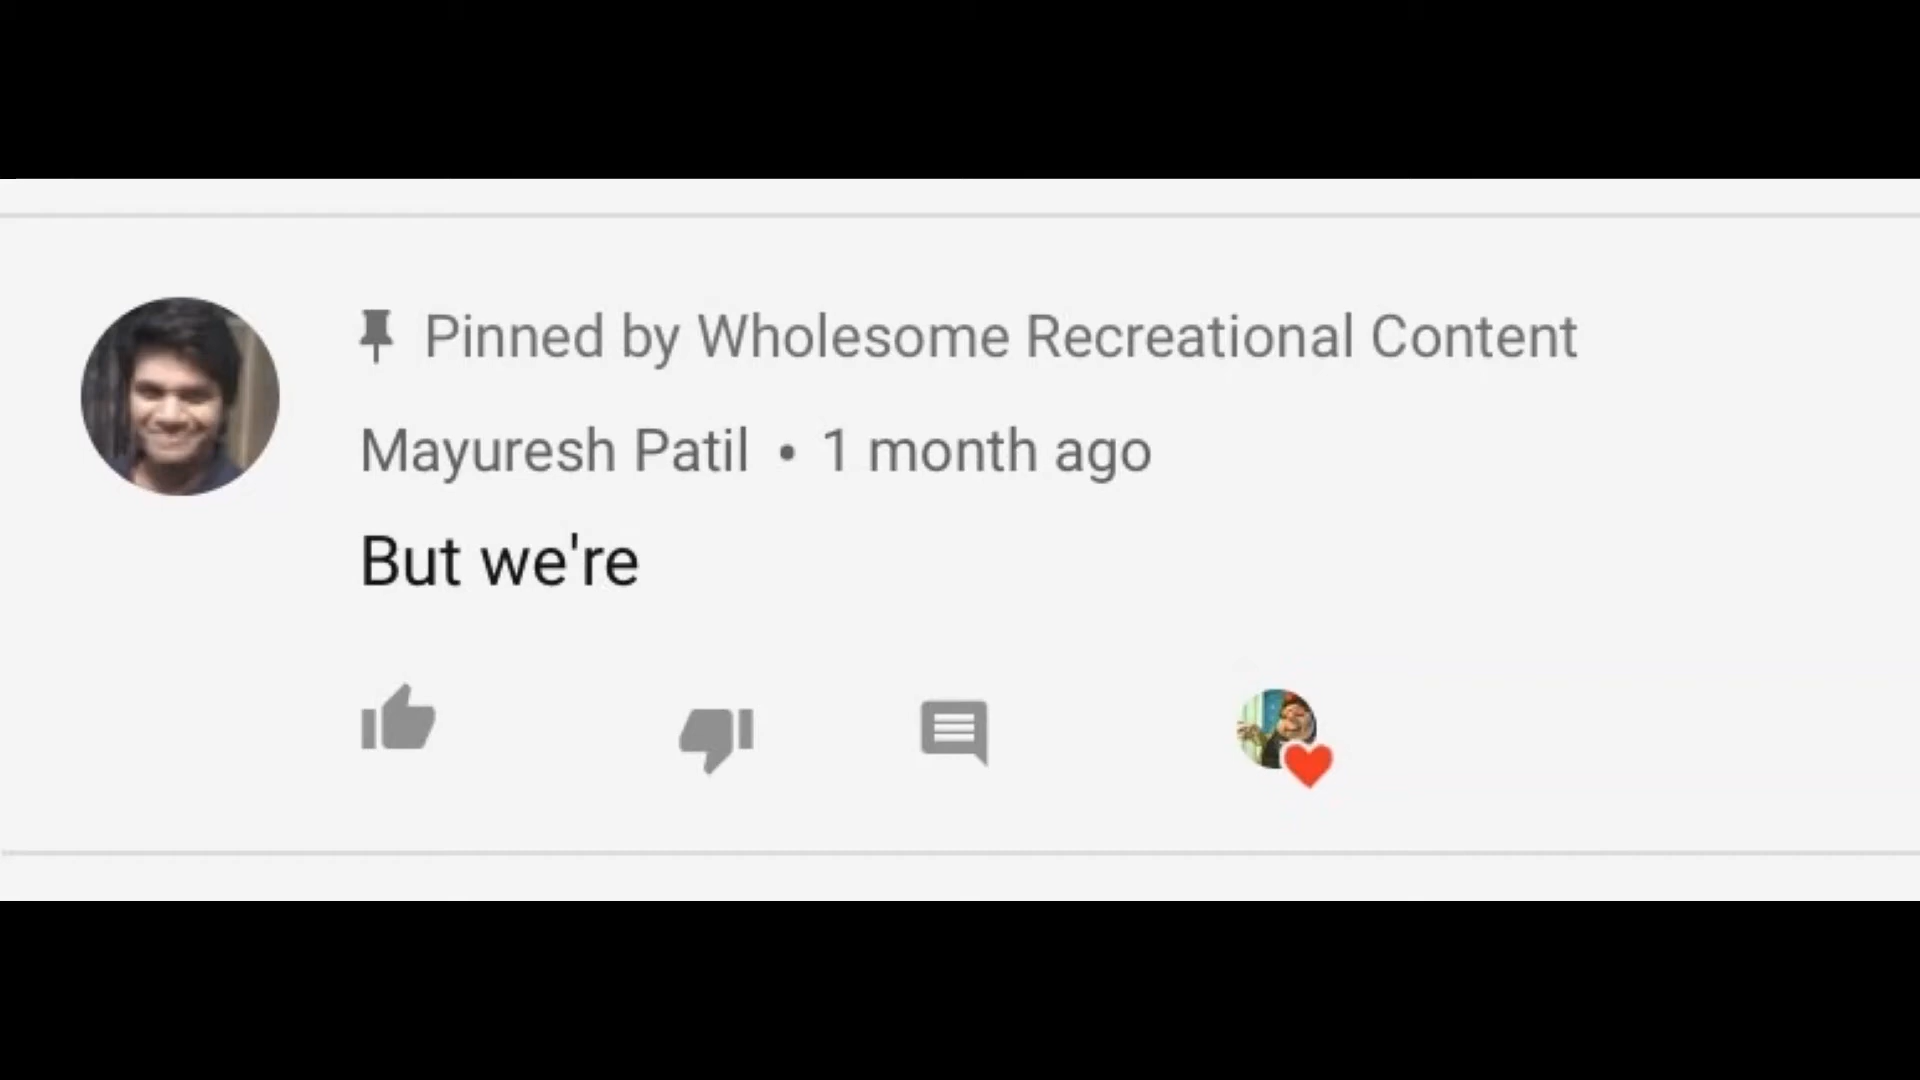 Pinned by Wholesome Recreational Content
Mayuresh Patil • 1 month ago
But we're